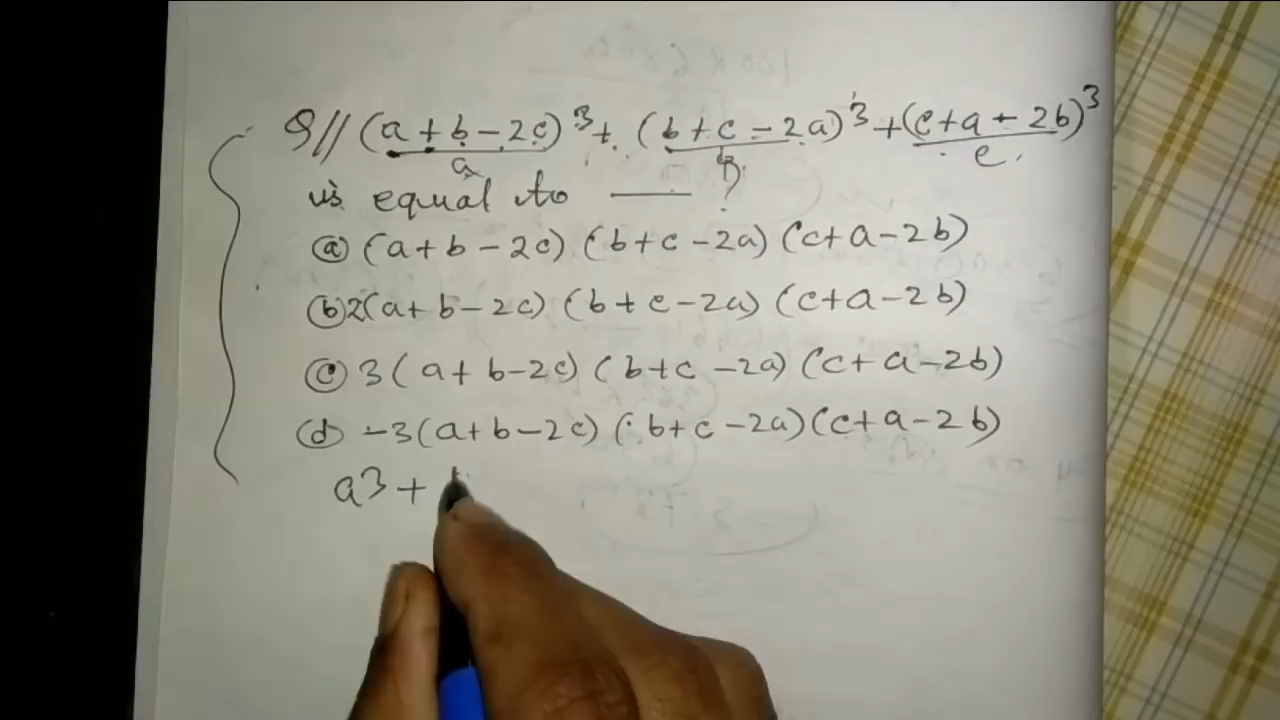 Q// (a + b - 2c)³ + (b + c - 2a)³ + (c + a - 2b)³
a b c
is equal to ___ ?
(a) (a + b - 2c) (b + c - 2a) (c + a - 2b)
(b) 2(a + b - 2c) (b + c - 2a) (c + a - 2b)
(c) 3 (a + b - 2c) (b + c - 2a) (c + a - 2b)
(d) -3 (a + b - 2c) (b + c - 2a) (c + a - 2b)
a3 +